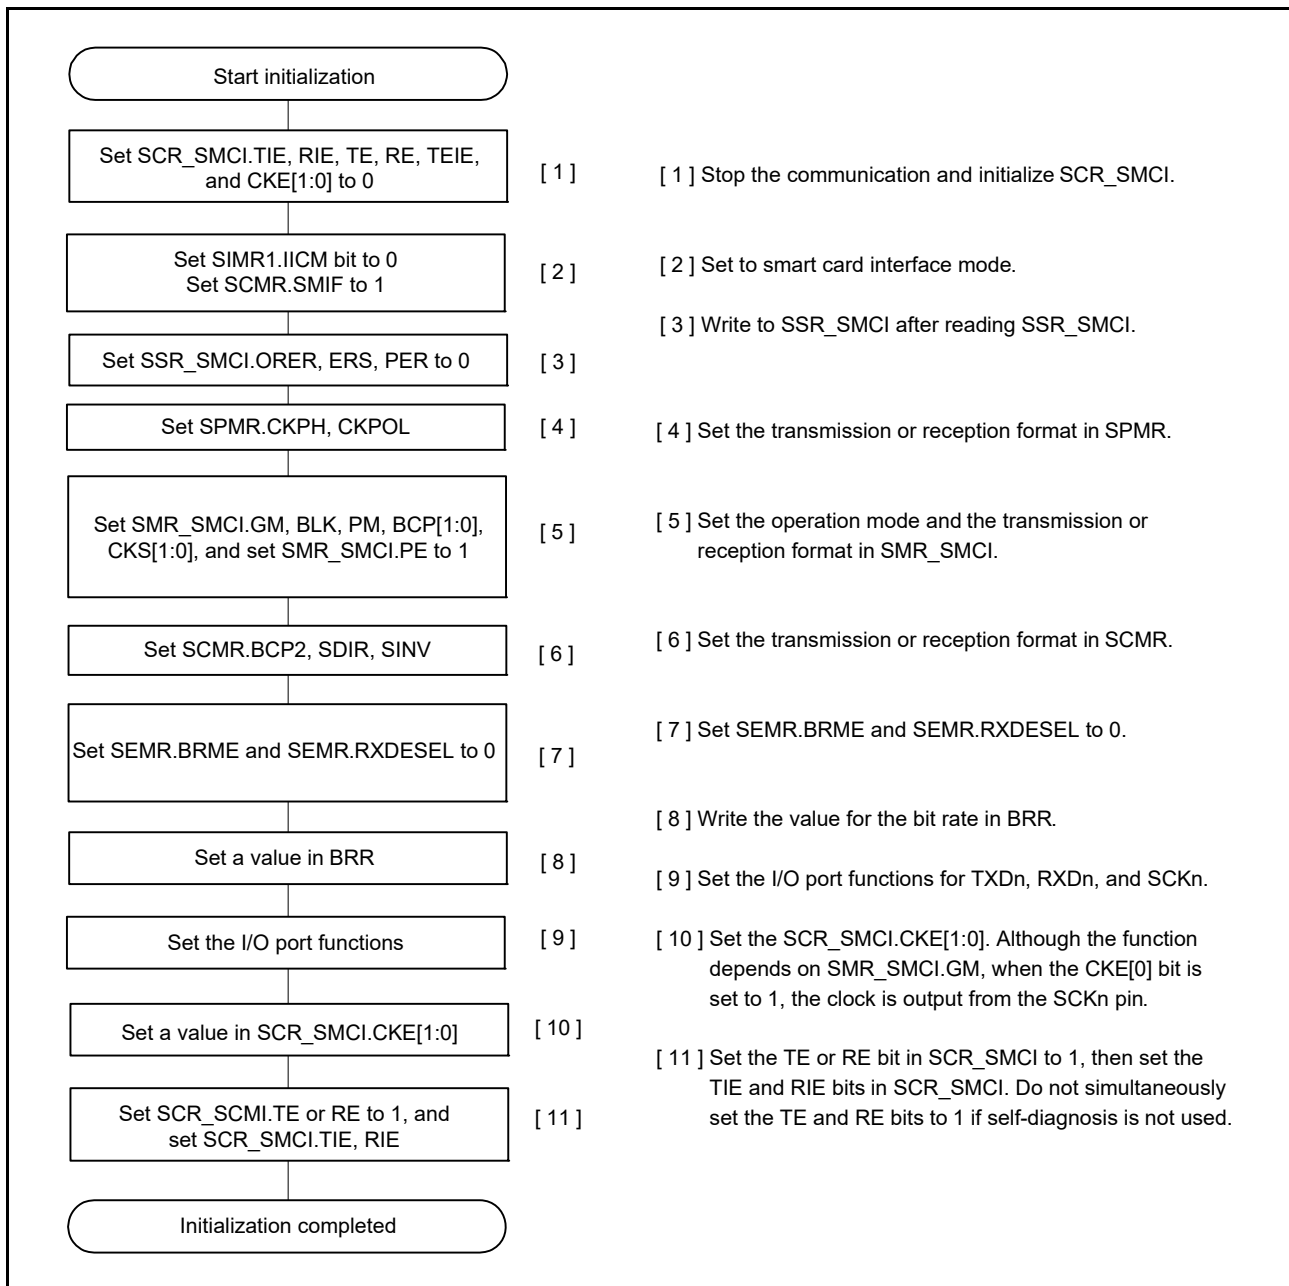 Start initialization
Set SCR_SMCI.TIE, RIE, TE, RE, TEIE,
and CKE[1:0] to 0
[ 1 ]
[ 1 ] Stop the communication and initialize SCR_SMCI.
Set SIMR1.IICM bit to 0
Set SCMR.SMIF to 1
[ 2 ]
[ 2 ] Set to smart card interface mode.
[ 3 ] Write to SSR_SMCI after reading SSR_SMCI.
Set SSR_SMCI.ORER, ERS, PER to 0
[ 3 ]
Set SPMR.CKPH, CKPOL
[ 4 ]
[ 4 ] Set the transmission or reception format in SPMR.
Set SMR_SMCI.GM, BLK, PM, BCP[1:0],
CKS[1:0], and set SMR_SMCI.PE to 1
[ 5 ]
[ 5 ] Set the operation mode and the transmission or
reception format in SMR_SMCI.
Set SCMR.BCP2, SDIR, SINV
[ 6 ]
[ 6 ] Set the transmission or reception format in SCMR.
Set SEMR.BRME and SEMR.RXDESEL to 0
[ 7 ]
[ 7 ] Set SEMR.BRME and SEMR.RXDESEL to 0.
[ 8 ] Write the value for the bit rate in BRR.
Set a value in BRR
[ 8 ]
[ 9 ] Set the I/O port functions for TXDn, RXDn, and SCKn.
Set the I/O port functions
[ 9 ]
[ 10 ] Set the SCR_SMCI.CKE[1:0]. Although the function
depends on SMR_SMCI.GM, when the CKE[0] bit is
set to 1, the clock is output from the SCKn pin.
Set a value in SCR_SMCI.CKE[1:0]
[ 10 ]
[ 11 ] Set the TE or RE bit in SCR_SMCI to 1, then set the
TIE and RIE bits in SCR_SMCI. Do not simultaneously
set the TE and RE bits to 1 if self-diagnosis is not used.
Set SCR_SCMI.TE or RE to 1, and
set SCR_SMCI.TIE, RIE
[ 11 ]
Initialization completed